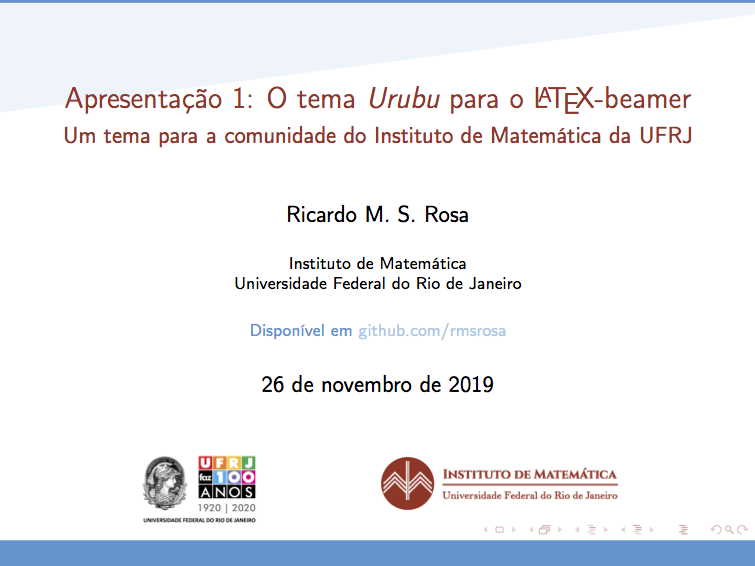 Apresentação 1: O tema Urubu para o LATEX-beamer
Um tema para a comunidade do Instituto de Matemática da UFRJ
Ricardo M. S. Rosa
Instituto de Matemática
Universidade Federal do Rio de Janeiro
Disponível em github.com/rmsrosa
26 de novembro de 2019
UFRJ
faz 100
ANOS
1920 | 2020
UNIVERSIDADE FEDERAL DO RIO DE JANEIRO
INSTITUTO DE MATEMÁTICA
Universidade Federal do Rio de Janeiro